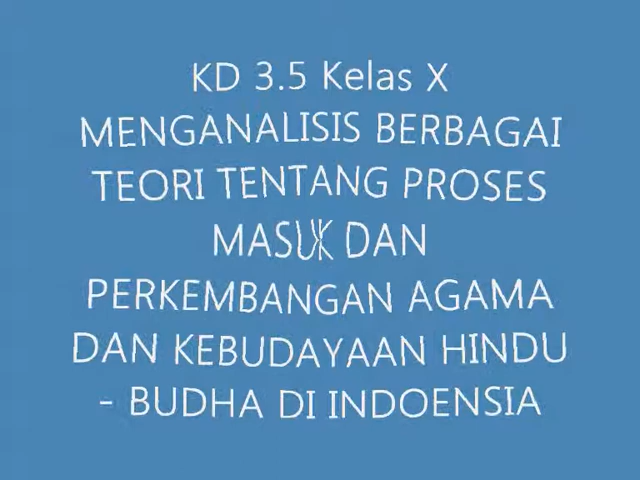 KD 3.5 Kelas X
MENGANALISIS BERBAGAI
TEORI TENTANG PROSES
MASUK DAN
PERKEMBANGAN AGAMA
DAN KEBUDAYAAN HINDU
- BUDHA DI INDOENSIA